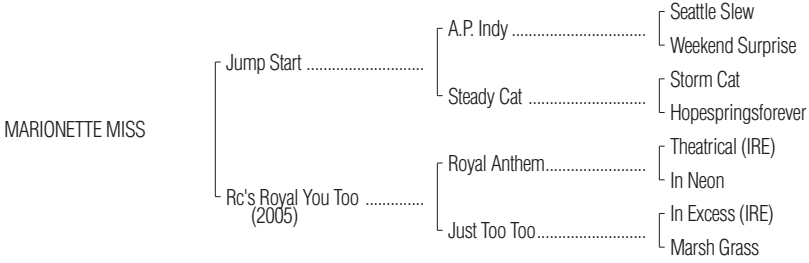 Seattle Slew
A.P. Indy ..............................
Weekend Surprise
Jump Start ...........................
Storm Cat
Steady Cat ..........................
Hopespringsforever
MARIONETTE MISS
Theatrical (IRE)
Royal Anthem........................
In Neon
Rc's Royal You Too .............
(2005)
In Excess (IRE)
Just Too Too.........................
Marsh Grass